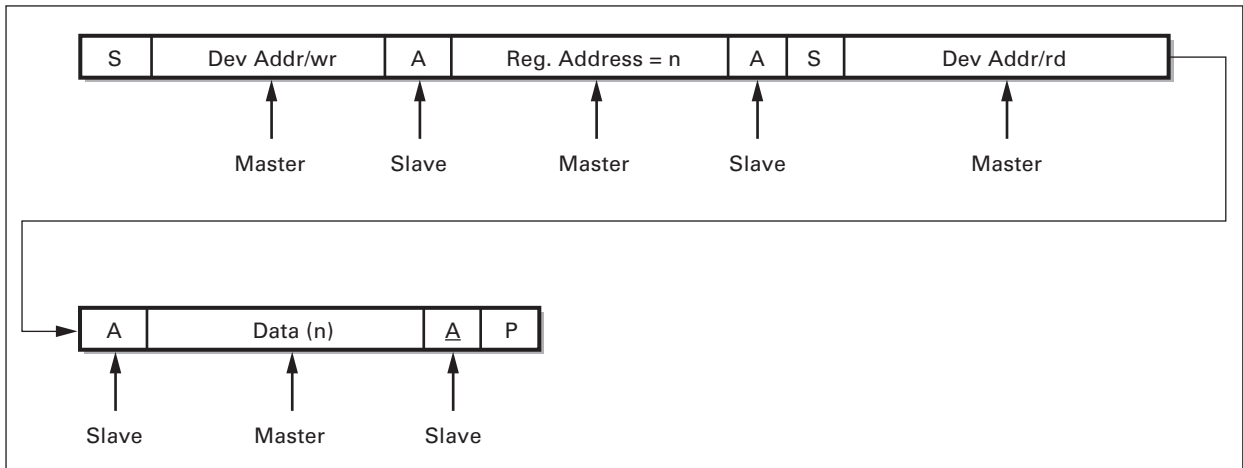 S Dev Addr/wr A Reg. Address = n A S Dev Addr/rd
Master Slave Master Slave Master
A Data (n) A P
Slave Master Slave